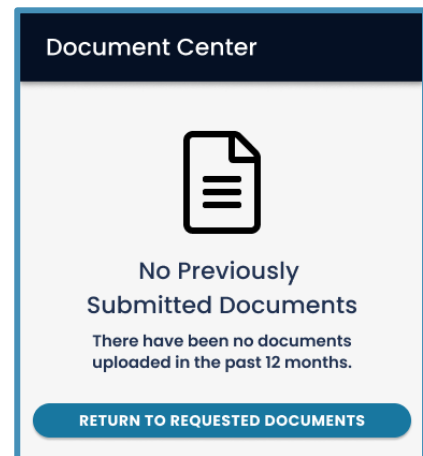 Document Center
No Previously
Submitted Documents
There have been no documents
uploaded in the past 12 months.
RETURN TO REQUESTED DOCUMENTS